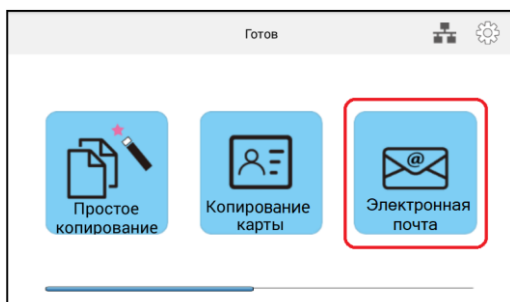 Готов
Простое
копирование
Копирование
карты
@
Электронная
почта